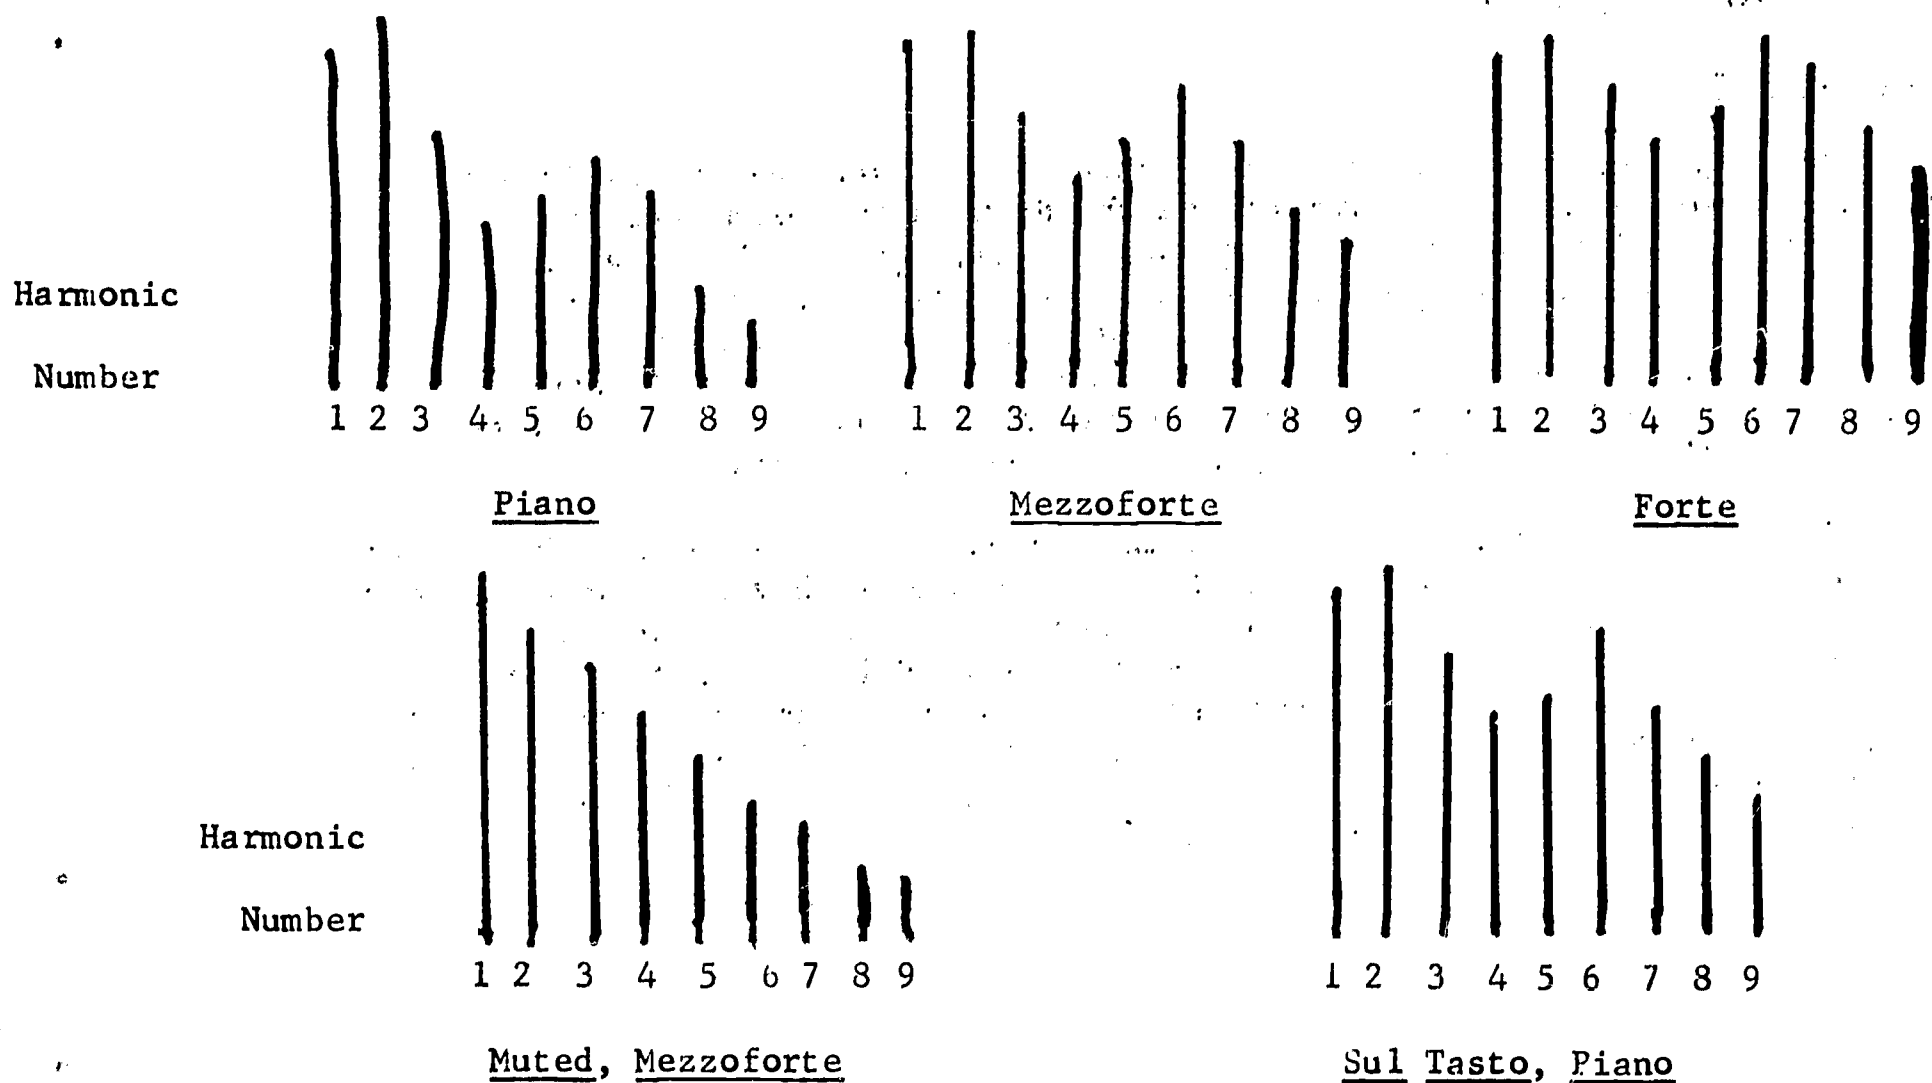 Harmonic
Number
1 2 3 4 5 6 7 8 9 1 2 3 4 5 6 7 8 9 1 2 3 4 5 6 7 8 9
Piano Mezzoforte Forte
Harmonic
Number
1 2 3 4 5 6 7 8 9 1 2 3 4 5 6 7 8 9
Muted, Mezzoforte Sul Tasto, Piano